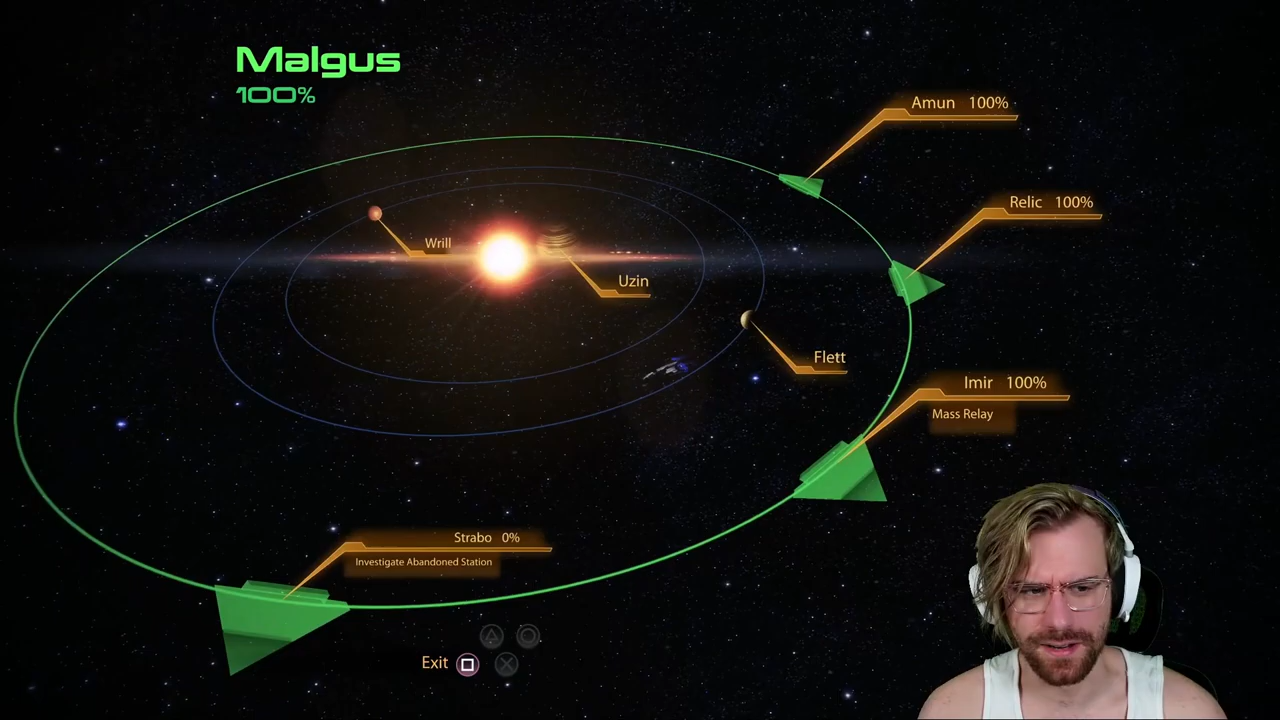 Malgus
100%
Amun 100%
Relic 100%
Wrill
Uzin
Flett
Imir 100%
Mass Relay
Strabo 0%
Investigate Abandoned Station
Exit